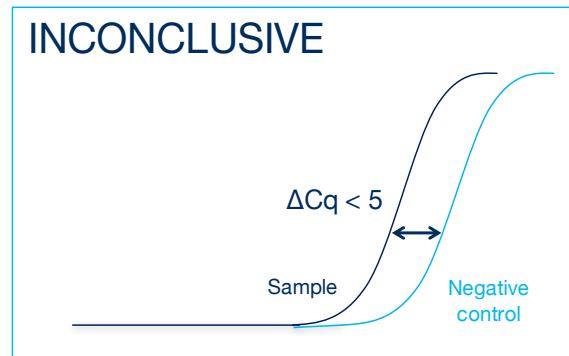 INCONCLUSIVE
ΔCq < 5
Sample
Negative
control